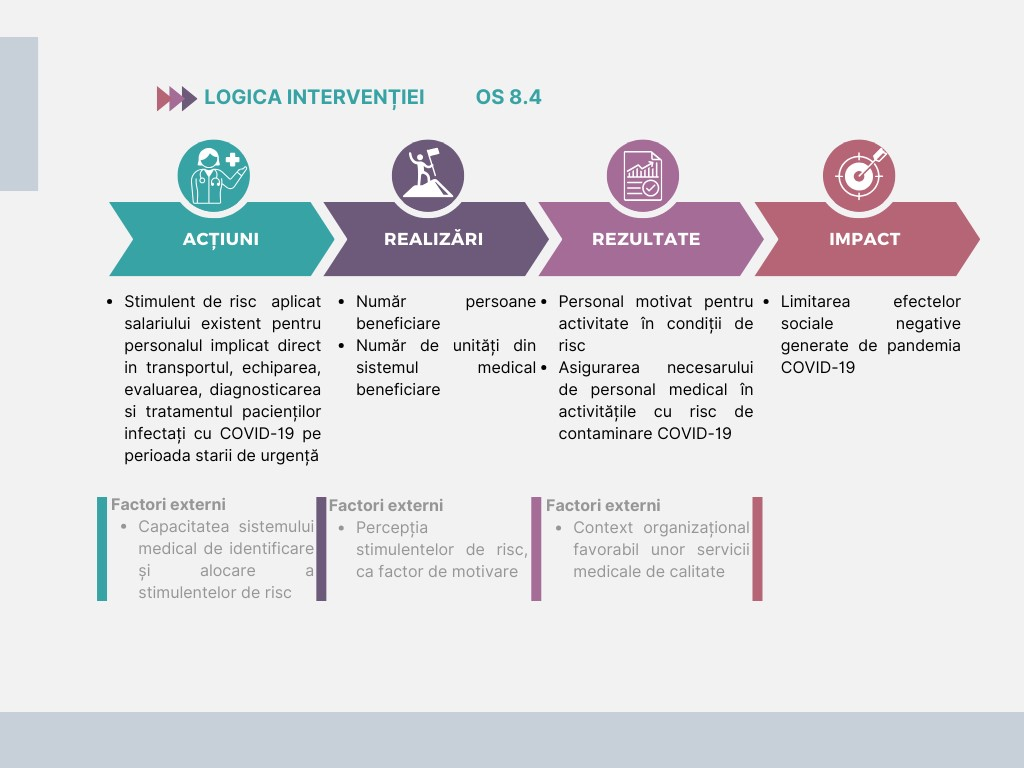 LOGICA INTERVENȚIEI OS 8.4
ACȚIUNI
REALIZĂRI
REZULTATE
IMPACT
• Stimulent de risc aplicat
salariului existent pentru
personalul implicat direct
in transportul, echiparea,
evaluarea, diagnosticarea
si tratamentul pacienților
infectați cu COVID-19 pe
perioada starii de urgență
• Număr persoane
beneficiare
• Număr de unități din
sistemul medical
beneficiare
• Personal motivat pentru
activitate în condiții de
risc
• Asigurarea necesarului
de personal medical în
activitățile cu risc de
contaminare COVID-19
• Limitarea efectelor
sociale negative
generate de pandemia
COVID-19
Factori externi
• Capacitatea sistemului
medical de identificare
și alocare a
stimulentelor de risc
Factori externi
• Percepția
stimulentelor de risc,
ca factor de motivare
Factori externi
• Context organizațional
favorabil unor servicii
medicale de calitate